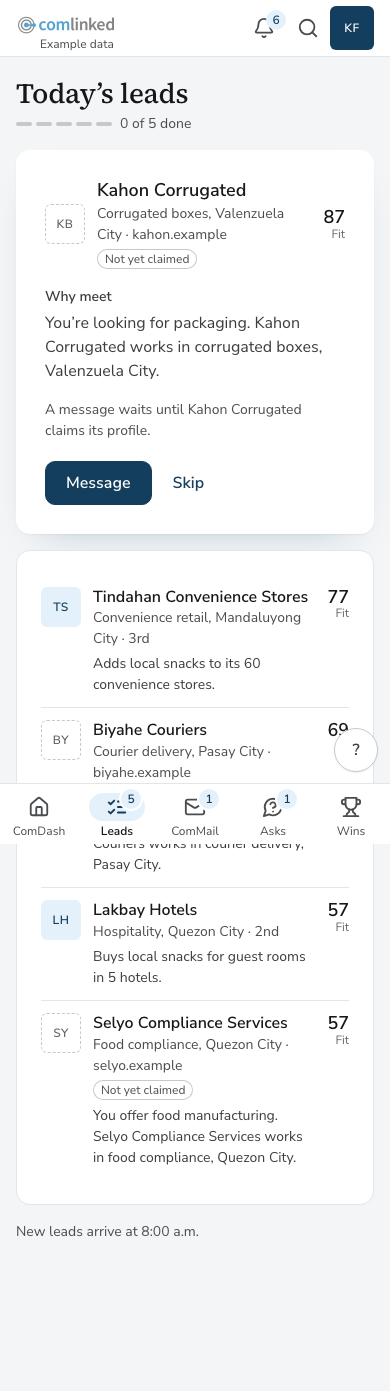 comlinked
Example data
6
KF
Today’s leads
0 of 5 done
KB
Kahon Corrugated
Corrugated boxes, Valenzuela
City · kahon.example
Not yet claimed
87
Fit
Why meet
You’re looking for packaging. Kahon
Corrugated works in corrugated boxes,
Valenzuela City.
A message waits until Kahon Corrugated
claims its profile.
Message
Skip
TS
Tindahan Convenience Stores
Convenience retail, Mandaluyong
City · 3rd
Adds local snacks to its 60
convenience stores.
77
Fit
BY
Biyahe Couriers
Courier delivery, Pasay City ·
biyahe.example
69
?
ComDash
5
Leads
1
ComMail
1
Asks
Wins
Couriers works in courier delivery,
Pasay City.
LH
Lakbay Hotels
Hospitality, Quezon City · 2nd
Buys local snacks for guest rooms
in 5 hotels.
57
Fit
SY
Selyo Compliance Services
Food compliance, Quezon City ·
selyo.example
Not yet claimed
You offer food manufacturing.
Selyo Compliance Services works
in food compliance, Quezon City.
57
Fit
New leads arrive at 8:00 a.m.